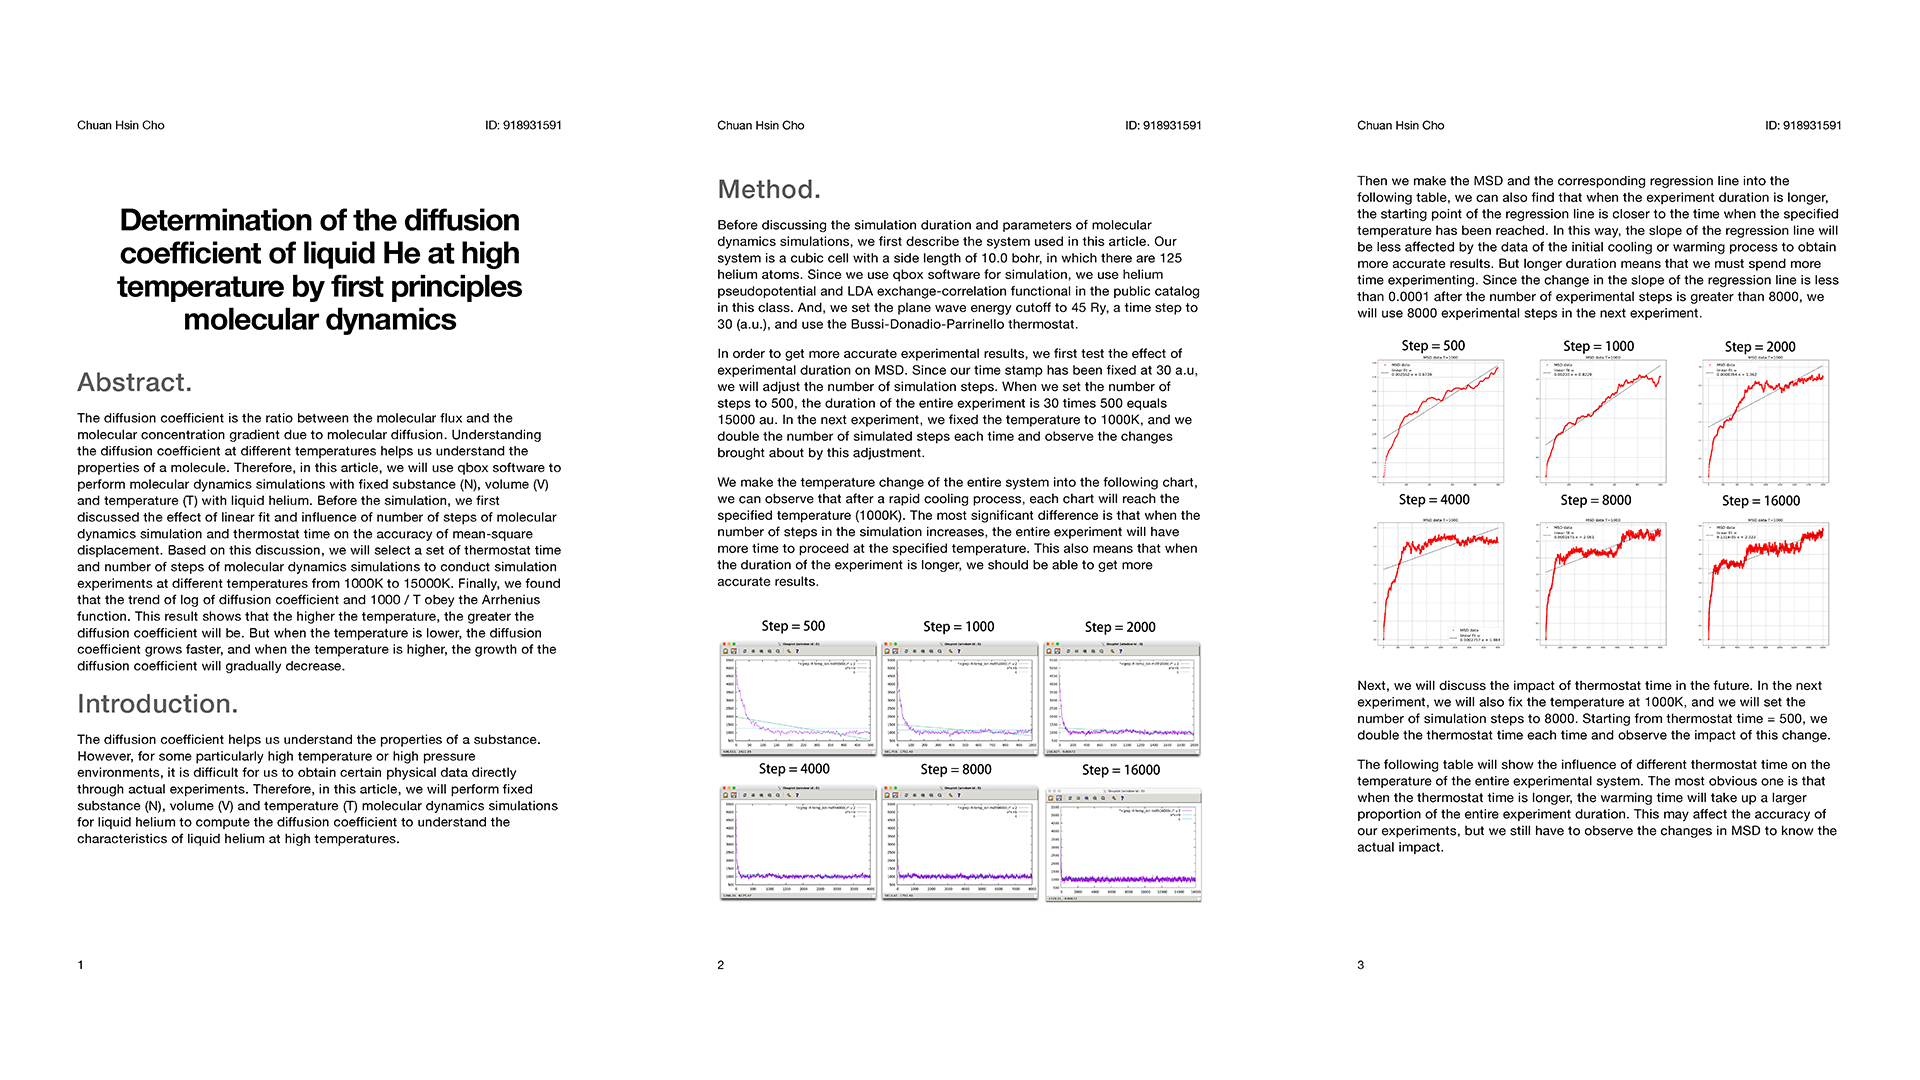 Chuan Hsin Cho
ID: 918931591
Determination of the diffusion
coefficient of liquid He at high
temperature by first principles
molecular dynamics
Abstract.
The diffusion coefficient is the ratio between the molecular flux and the
molecular concentration gradient due to molecular diffusion. Understanding
the diffusion coefficient at different temperatures helps us understand the
properties of a molecule. Therefore, in this article, we will use qbox software to
perform molecular dynamics simulations with fixed substance (N), volume (V)
and temperature (T) with liquid helium. Before the simulation, we first
discussed the effect of linear fit and influence of number of steps of molecular
dynamics simulation and thermostat time on the accuracy of mean-square
displacement. Based on this discussion, we will select a set of thermostat time
and number of steps of molecular dynamics simulations to conduct simulation
experiments at different temperatures from 1000K to 15000K. Finally, we found
that the trend of log of diffusion coefficient and 1000 / T obey the Arrhenius
function. This result shows that the higher the temperature, the greater the
diffusion coefficient will be. But when the temperature is lower, the diffusion
coefficient grows faster, and when the temperature is higher, the growth of the
diffusion coefficient will gradually decrease.
Introduction.
The diffusion coefficient helps us understand the properties of a substance.
However, for some particularly high temperature or high pressure
environments, it is difficult for us to obtain certain physical data directly
through actual experiments. Therefore, in this article, we will perform fixed
substance (N), volume (V) and temperature (T) molecular dynamics simulations
for liquid helium to compute the diffusion coefficient to understand the
characteristics of liquid helium at high temperatures.
1
Chuan Hsin Cho
ID: 918931591
Method.
Before discussing the simulation duration and parameters of molecular
dynamics simulations, we first describe the system used in this article. Our
system is a cubic cell with a side length of 10.0 bohr, in which there are 125
helium atoms. Since we use qbox software for simulation, we use helium
pseudopotential and LDA exchange-correlation functional in the public catalog
in this class. And, we set the plane wave energy cutoff to 45 Ry, a time step to
30 (a.u.), and use the Bussi-Donadio-Parrinello thermostat.
In order to get more accurate experimental results, we first test the effect of
experimental duration on MSD. Since our time stamp has been fixed at 30 a.u,
we will adjust the number of simulation steps. When we set the number of
steps to 500, the duration of the entire experiment is 30 times 500 equals
15000 au. In the next experiment, we fixed the temperature to 1000K, and we
double the number of simulated steps each time and observe the changes
brought about by this adjustment.
We make the temperature change of the entire system into the following chart,
we can observe that after a rapid cooling process, each chart will reach the
specified temperature (1000K). The most significant difference is that when the
number of steps in the simulation increases, the entire experiment will have
more time to proceed at the specified temperature. This also means that when
the duration of the experiment is longer, we should be able to get more
accurate results.
Step = 500
Step = 1000
Step = 2000
Step = 4000
Step = 8000
Step = 16000
2
Chuan Hsin Cho
ID: 918931591
Then we make the MSD and the corresponding regression line into the
following table, we can also find that when the experiment duration is longer,
the starting point of the regression line is closer to the time when the specified
temperature has been reached. In this way, the slope of the regression line will
be less affected by the data of the initial cooling or warming process to obtain
more accurate results. But longer duration means that we must spend more
time experimenting. Since the change in the slope of the regression line is less
than 0.0001 after the number of experimental steps is greater than 8000, we
will use 8000 experimental steps in the next experiment.
Step = 500
Step = 1000
Step = 2000
MSD data T=1000
MSD data T=1000
MSD data T=1000
Step = 4000
Step = 8000
Step = 16000
MSD data T=1000
MSD data T=1000
MSD data T=1000
Next, we will discuss the impact of thermostat time in the future. In the next
experiment, we will also fix the temperature at 1000K, and we will set the
number of simulation steps to 8000. Starting from thermostat time = 500, we
double the thermostat time each time and observe the impact of this change.
The following table will show the influence of different thermostat time on the
temperature of the entire experimental system. The most obvious one is that
when the thermostat time is longer, the warming time will take up a larger
proportion of the entire experiment duration. This may affect the accuracy of
our experiments, but we still have to observe the changes in MSD to know the
actual impact.
3